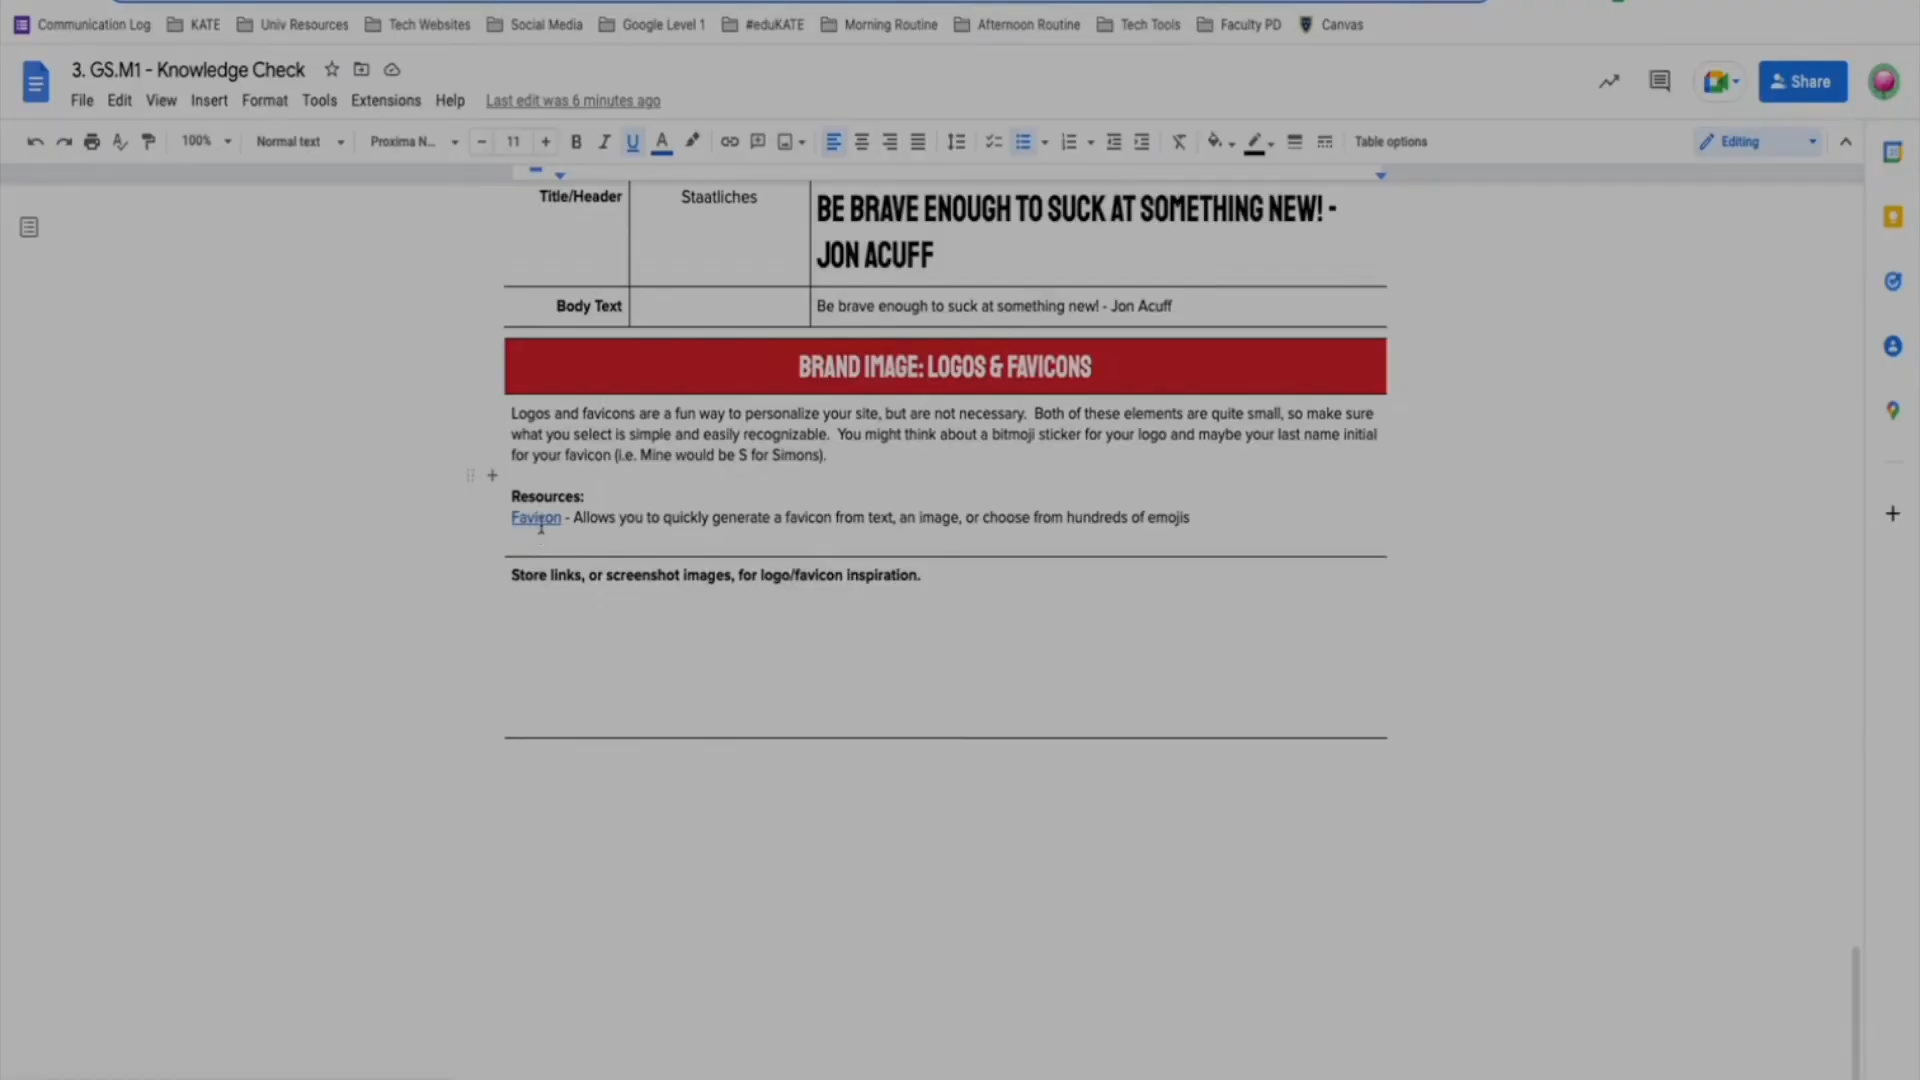 Communication Log KATE Univ Resources Tech Websites Social Media Google Level 1 #eduKATE Morning Routine Afternoon Routine Tech Tools Faculty PD Canvas
3. GS.M1 - Knowledge Check
Share
File Edit View Insert Format Tools Extensions Help Last edit was 6 minutes ago
100% Normal text Proxima N... - 11 + B I U A Table options Editing
Title/Header Staatliches BE BRAVE ENOUGH TO SUCK AT SOMETHING NEW! -
JON ACUFF
Body Text Be brave enough to suck at something new! - Jon Acuff
BRAND IMAGE: LOGOS & FAVICONS
Logos and favicons are a fun way to personalize your site, but are not necessary. Both of these elements are quite small, so make sure
what you select is simple and easily recognizable. You might think about a bitmoji sticker for your logo and maybe your last name initial
for your favicon (i.e. Mine would be S for Simons).
Resources:
Favicon - Allows you to quickly generate a favicon from text, an image, or choose from hundreds of emojis
Store links, or screenshot images, for logo/favicon inspiration.